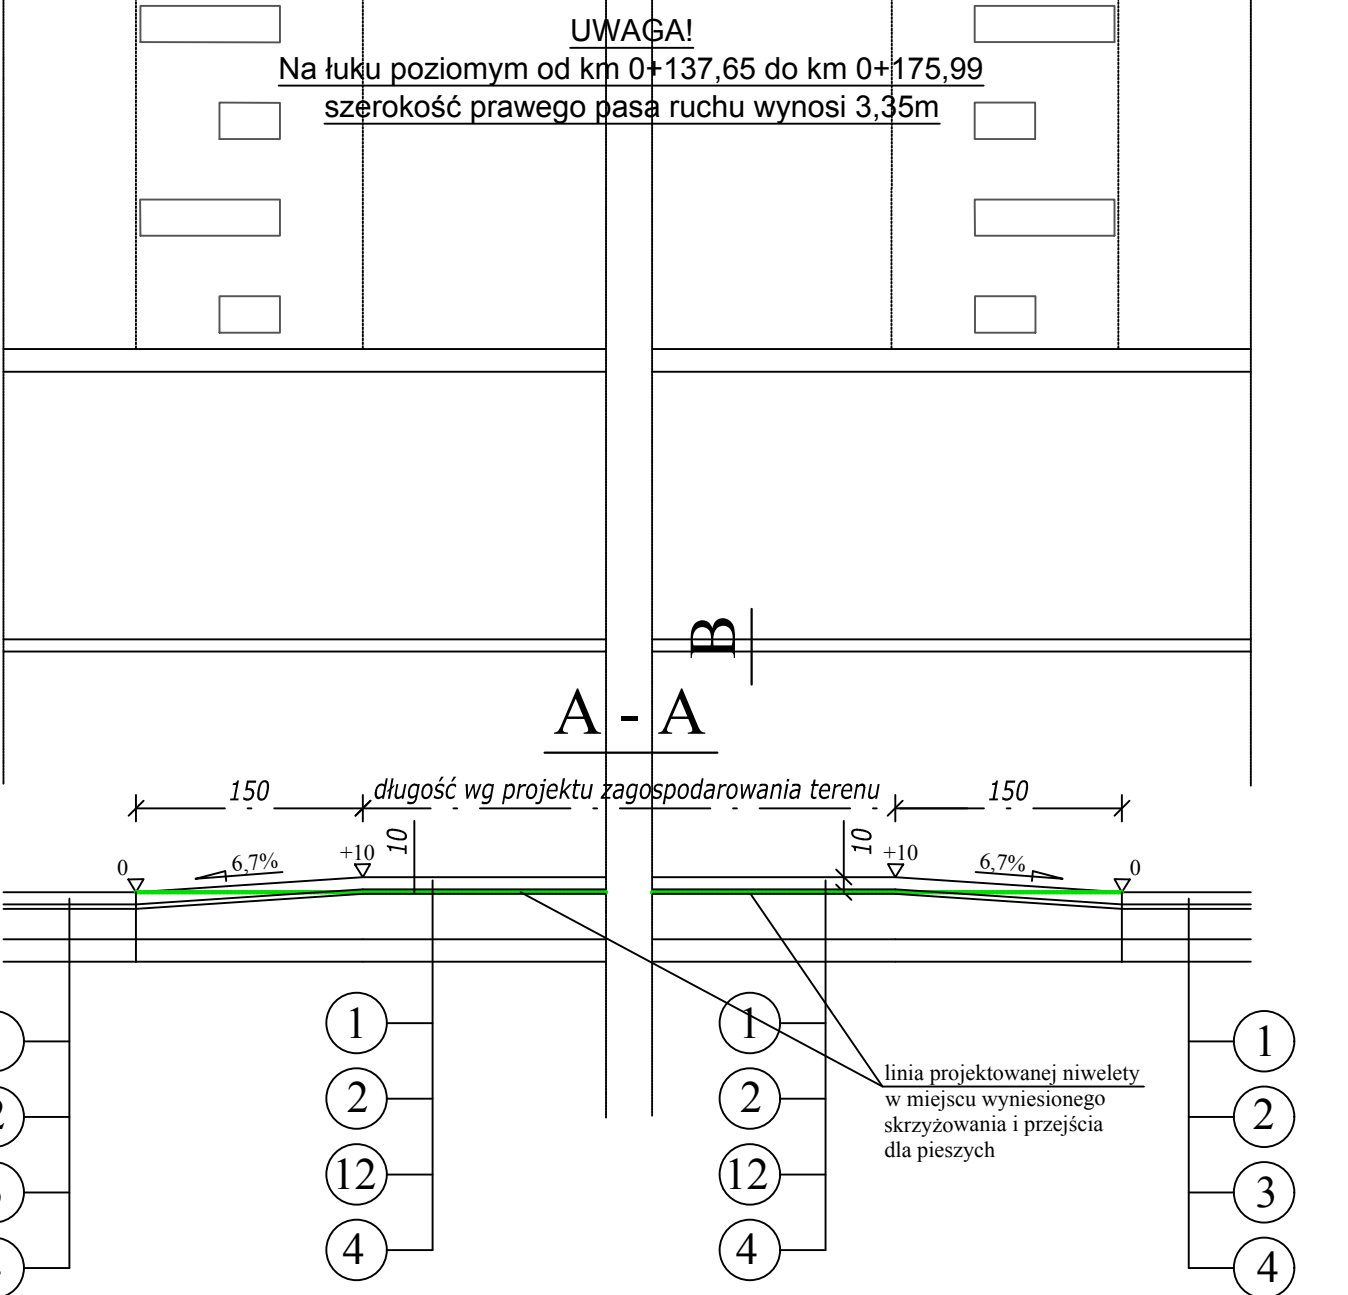 UWAGA!
Na łuku poziomym od km 0+137,65 do km 0+175,99
szerokość prawego pasa ruchu wynosi 3,35m
B
A - A
150
długość wg projektu zagospodarowania terenu
150
0
6,7%
+10
10
10
+10
6,7%
0
1
2
12
4
1
2
12
4
linia projektowanej niwelety
w miejscu wyniesionego
skrzyżowania i przejścia
dla pieszych
1
2
3
4